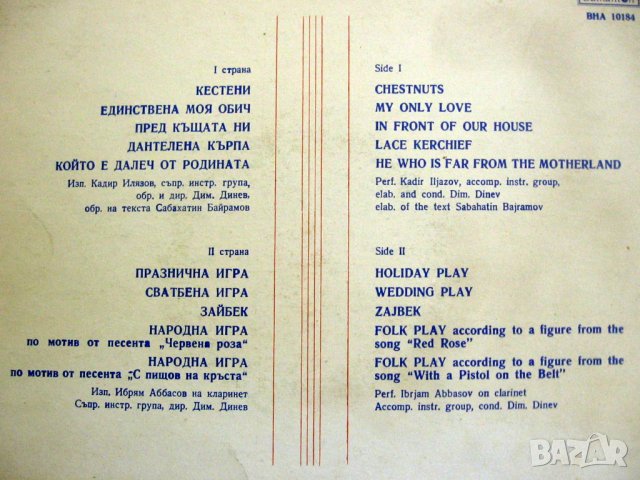 ВНА 10184
I страна
КЕСТЕНИ
ЕДИНСТВЕНА МОЯ ОБИЧ
ПРЕД КЪЩАТА НИ
ДАНТЕЛЕНА КЪРПА
КОЙТО Е ДАЛЕЧ ОТ РОДИНАТА
Изп. Кадир Илязов, съпр. инстр. група,
обр. и дир. Дим. Динев,
обр. на текста Сабахатин Байрамов
II страна
ПРАЗНИЧНА ИГРА
СВАТБЕНА ИГРА
ЗАЙБЕК
НАРОДНА ИГРА
по мотив от песента „Червена роза“
НАРОДНА ИГРА
по мотив от песента „С пищов на кръста“
Изп. Ибрям Аббасов на кларинет
Съпр. инстр. група, дир. Дим. Динев
Side I
CHESTNUTS
MY ONLY LOVE
IN FRONT OF OUR HOUSE
LACE KERCHIEF
HE WHO IS FAR FROM THE MOTHERLAND
Perf. Kadir Iljazov, accomp. instr. group,
elab. and cond. Dim. Dinev
elab. of the text Sabahatin Bajramov
Side II
HOLIDAY PLAY
WEDDING PLAY
ZAJBEK
FOLK PLAY according to a figure from the
song “Red Rose”
FOLK PLAY according to a figure from the
song “With a Pistol on the Belt”
Perf. Ibrjam Abbasov on clarinet
Accomp. instr. group, cond. Dim. Dinev
BAZAR